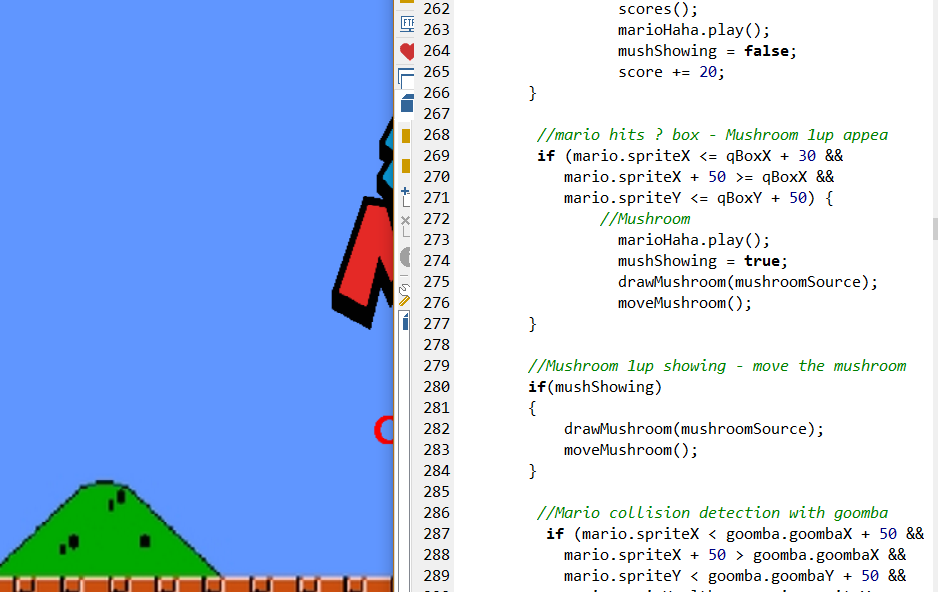 FTP
262 scores();
263 marioHaha.play();
264 mushShowing = false;
265 score += 20;
266 }
267
268 //mario hits ? box - Mushroom 1up appea
269 if (mario.spriteX <= qBoxX + 30 &&
270 mario.spriteX + 50 >= qBoxX &&
271 mario.spriteY <= qBoxY + 50) {
272 //Mushroom
273 marioHaha.play();
274 mushShowing = true;
275 drawMushroom(mushroomSource);
276 moveMushroom();
277 }
278
279 //Mushroom 1up showing - move the mushroom
280 if(mushShowing)
281 {
282 drawMushroom(mushroomSource);
283 moveMushroom();
284 }
285
286 //Mario collision detection with goomba
287 if (mario.spriteX < goomba.goombaX + 50 &&
288 mario.spriteX + 50 > goomba.goombaX &&
289 mario.spriteY < goomba.goombaY + 50 &&